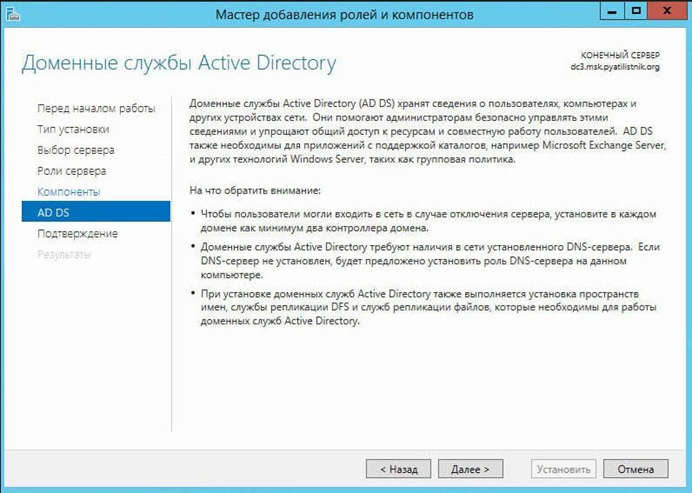 Мастер добавления ролей и компонентов
Доменные службы Active Directory
КОНЕЧНЫЙ СЕРВЕР
dc3.msk.pyatilistnik.org
Перед началом работы
Тип установки
Выбор сервера
Роли сервера
Компоненты
AD DS
Подтверждение
Результаты
Доменные службы Active Directory (AD DS) хранят сведения о пользователях, компьютерах и
других устройствах сети. Они помогают администраторам безопасно управлять этими
сведениями и упрощают общий доступ к ресурсам и совместную работу пользователей. AD DS
также необходимы для приложений с поддержкой каталогов, например Microsoft Exchange Server,
и других технологий Windows Server, таких как групповая политика.
На что обратить внимание:
• Чтобы пользователи могли входить в сеть в случае отключения сервера, установите в каждом
домене как минимум два контроллера домена.
• Доменные службы Active Directory требуют наличия в сети установленного DNS-сервера. Если
DNS-сервер не установлен, будет предложено установить роль DNS-сервера на данном
компьютере.
• При установке доменных служб Active Directory также выполняется установка пространств
имен, службы репликации DFS и служб репликации файлов, которые необходимы для работы
доменных служб Active Directory.
< Назад
Далее >
Установить
Отмена